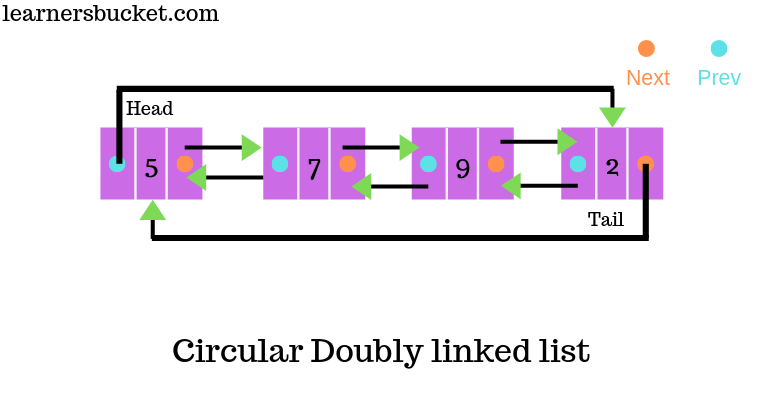 learnersbucket.com
Next Prev
Head
5 7 9 2
Tail
Circular Doubly linked list